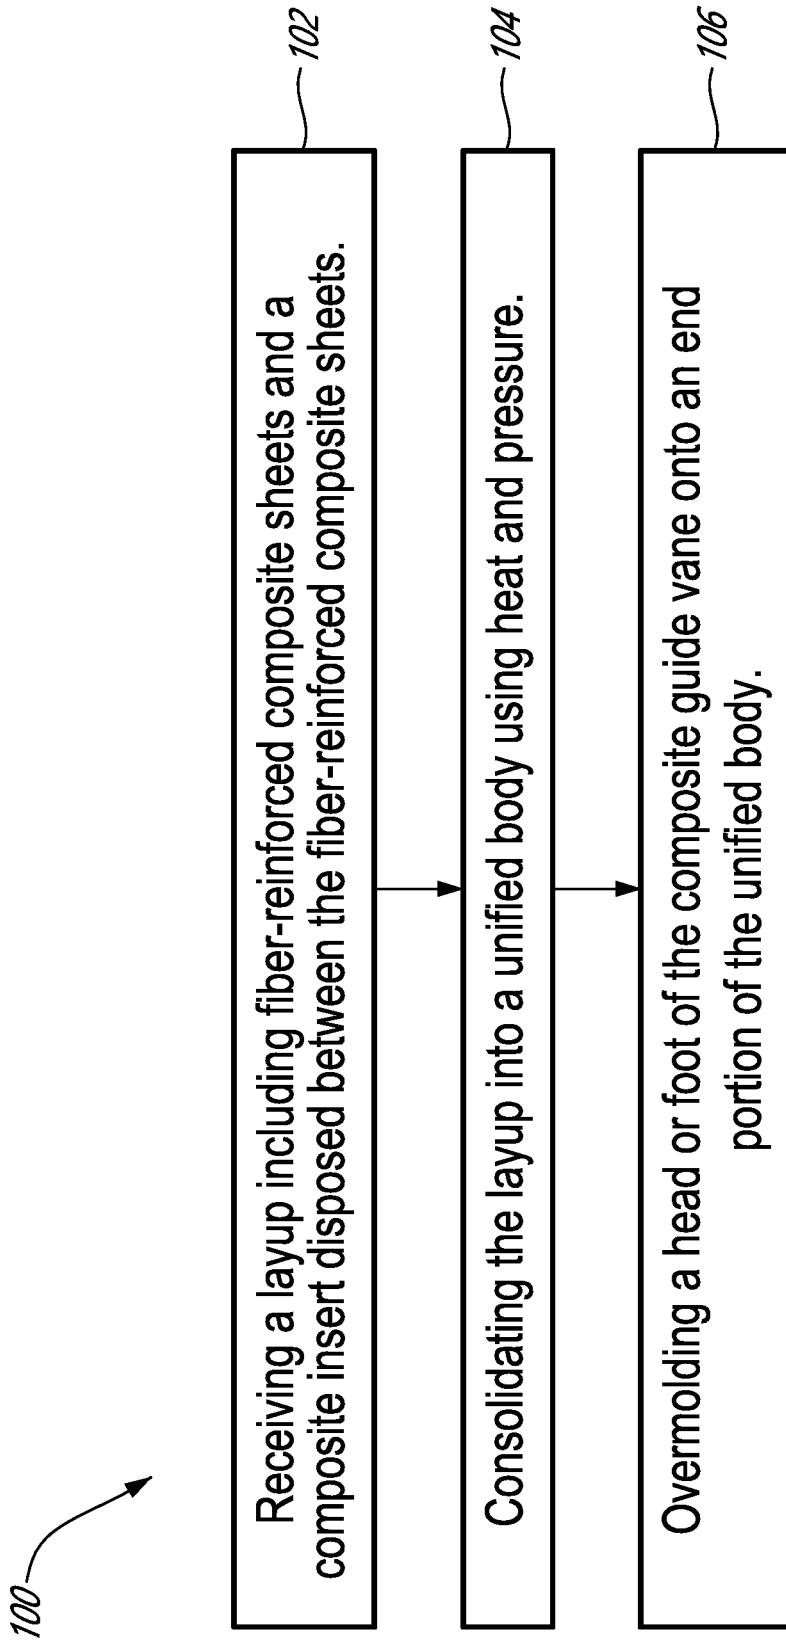 100
Receiving a layup including fiber-reinforced composite sheets and a
composite insert disposed between the fiber-reinforced composite sheets.
102
Consolidating the layup into a unified body using heat and pressure.
104
Overmolding a head or foot of the composite guide vane onto an end
portion of the unified body.
106